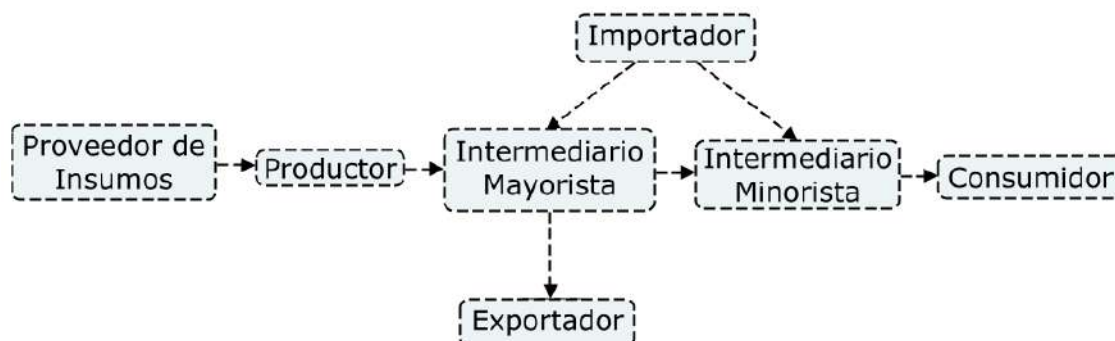 Importador
Proveedor de
Insumos
Productor
Intermediario
Mayorista
Intermediario
Minorista
Consumidor
Exportador